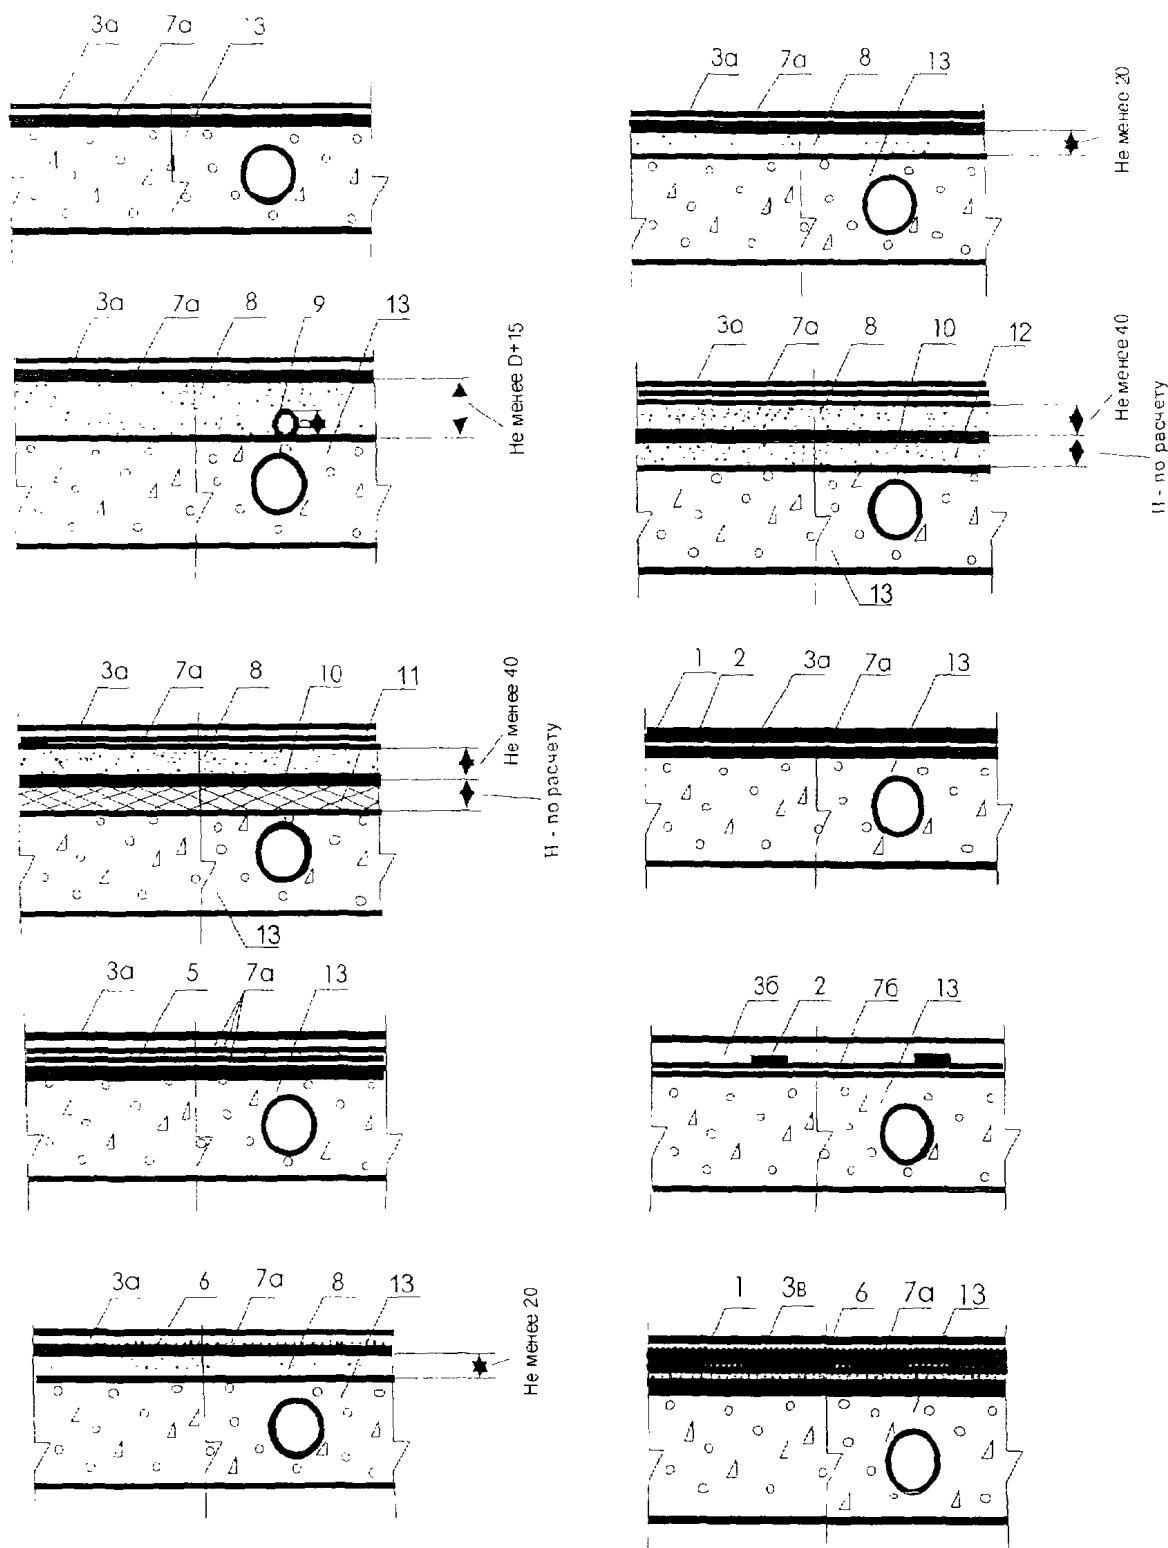 3а 7а 13
3а 7а 8 13
Не менее 20
3а 7а 8 9 13
Не менее D+15
3а 7а 8 10 12
Не менее 40
Н - по расчету
13
3а 7а 8 10 11
Не менее 40
Н - по расчету
13
1 2 3а 7а 13
3а 5 7а 13
3б 2 7б 13
3а 6 7а 8 13
Не менее 20
1 3в 6 7а 13